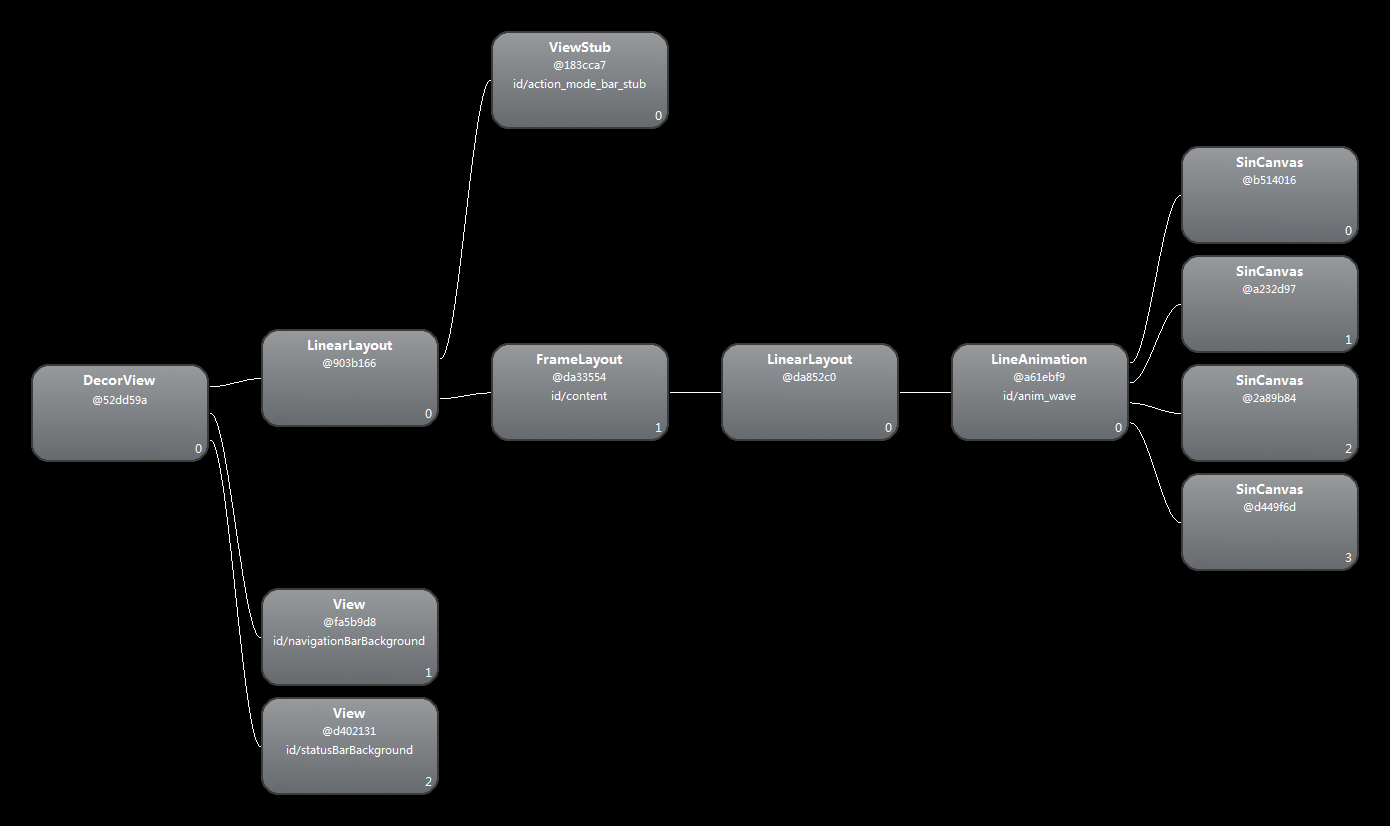 DecorView
@52dd59a
0
LinearLayout
@903b166
0
ViewStub
@183cca7
id/action_mode_bar_stub
0
FrameLayout
@da33554
id/content
1
LinearLayout
@da852c0
0
LineAnimation
@a61ebf9
id/anim_wave
0
SinCanvas
@b514016
0
SinCanvas
@a232d97
1
SinCanvas
@2a89b84
2
SinCanvas
@d449f6d
3
View
@fa5b9d8
id/navigationBarBackground
1
View
@d402131
id/statusBarBackground
2